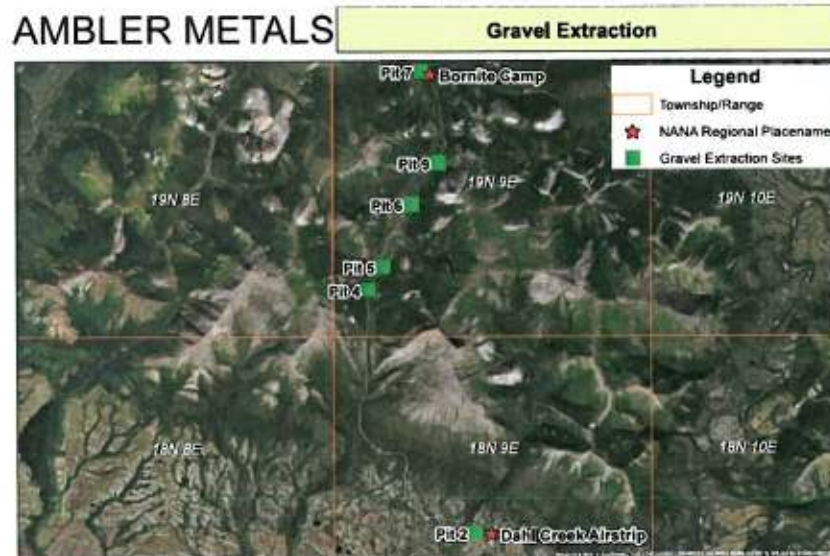 AMBLER METALS
Gravel Extraction
Pit 7
Bornite Camp
Legend
Township/Range
NANA Regional Placename
Gravel Extraction Sites
Pit 9
19N 8E
19N 9E
19N 10E
Pit 6
Pit 5
Pit 4
18N 8E
18N 9E
18N 10E
Pit 2
Dahl Creek Airstrip